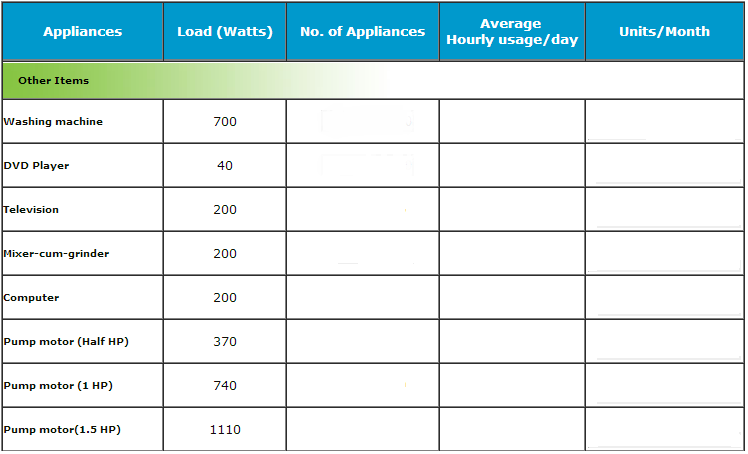 Appliances Load (Watts) No. of Appliances Average Hourly usage/day Units/Month
Other Items
Washing machine 700
DVD Player 40
Television 200
Mixer-cum-grinder 200
Computer 200
Pump motor (Half HP) 370
Pump motor (1 HP) 740
Pump motor(1.5 HP) 1110